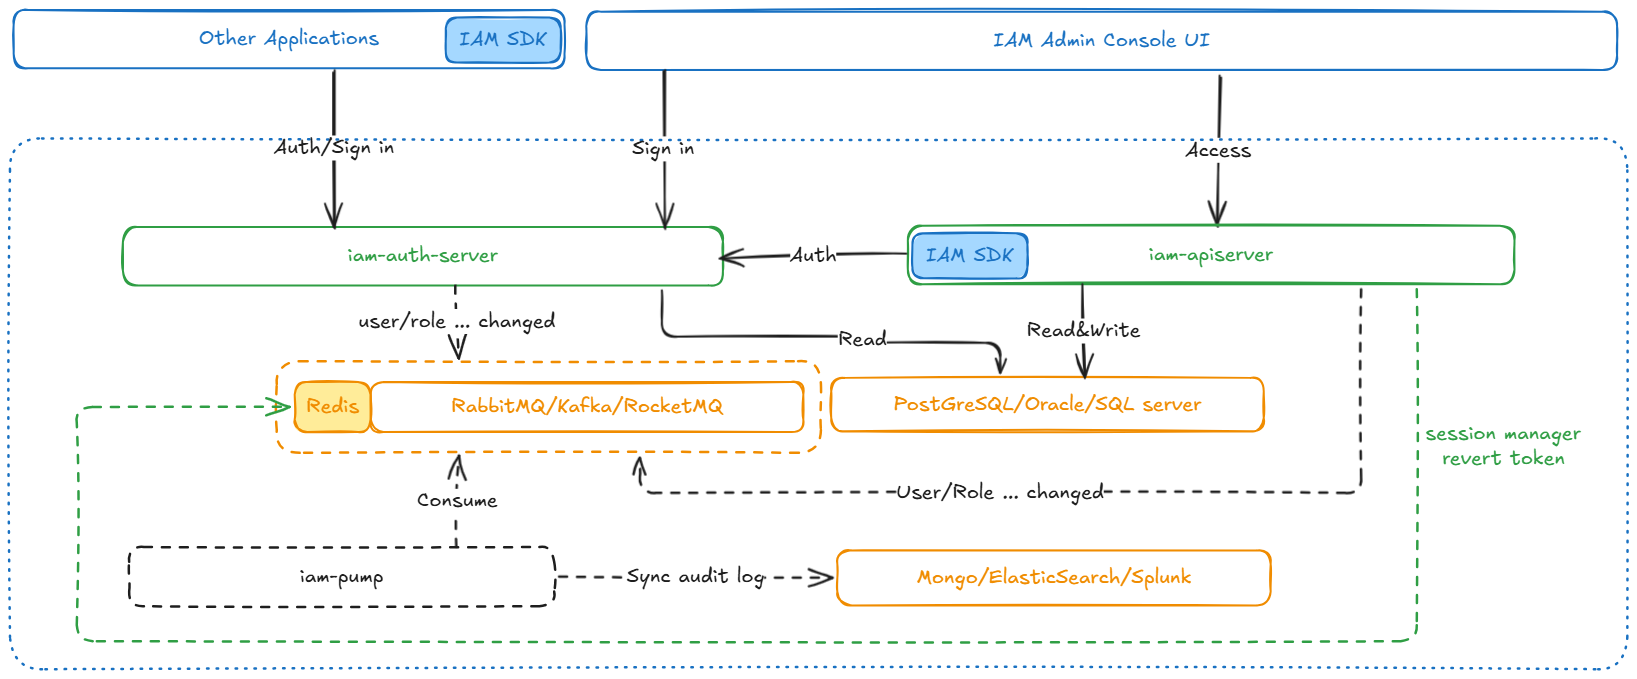 Other Applications
IAM SDK
IAM Admin Console UI
Auth/Sign in
Sign in
Access
iam-auth-server
Auth
IAM SDK
iam-apiserver
user/role ... changed
Read
Read&Write
Redis
RabbitMQ/Kafka/RocketMQ
PostGreSQL/Oracle/SQL server
session manager
revert token
Consume
User/Role ... changed
iam-pump
Sync audit log
Mongo/ElasticSearch/Splunk